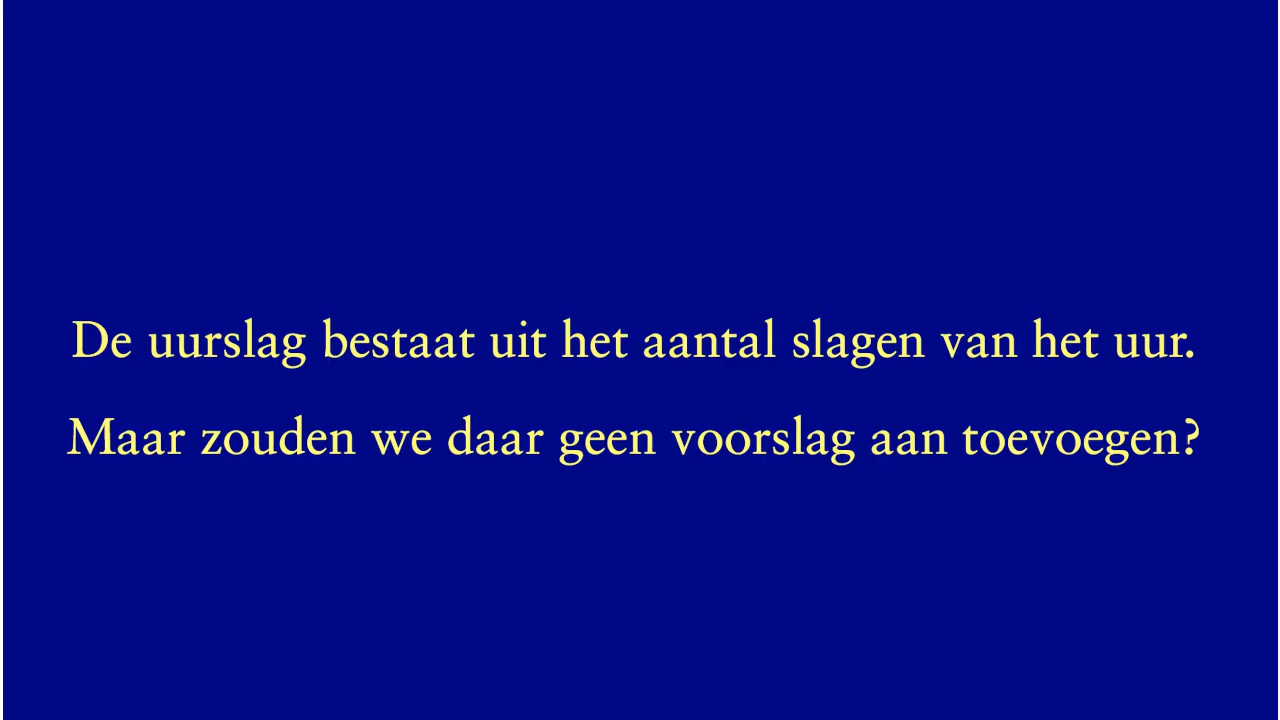 De uurslag bestaat uit het aantal slagen van het uur.
Maar zouden we daar geen voorslag aan toevoegen?